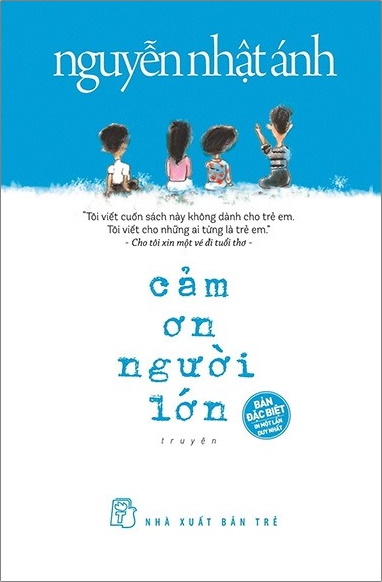 nguyễn nhật ánh
"Tôi viết cuốn sách này không dành cho trẻ em.
Tôi viết cho những ai từng là trẻ em."
- Cho tôi xin một vé đi tuổi thơ -
cảm
ơn
người
lớn
truyện
BẢN
ĐẶC BIỆT
IN MỘT LẦN
DUY NHẤT
NHÀ XUẤT BẢN TRẺ